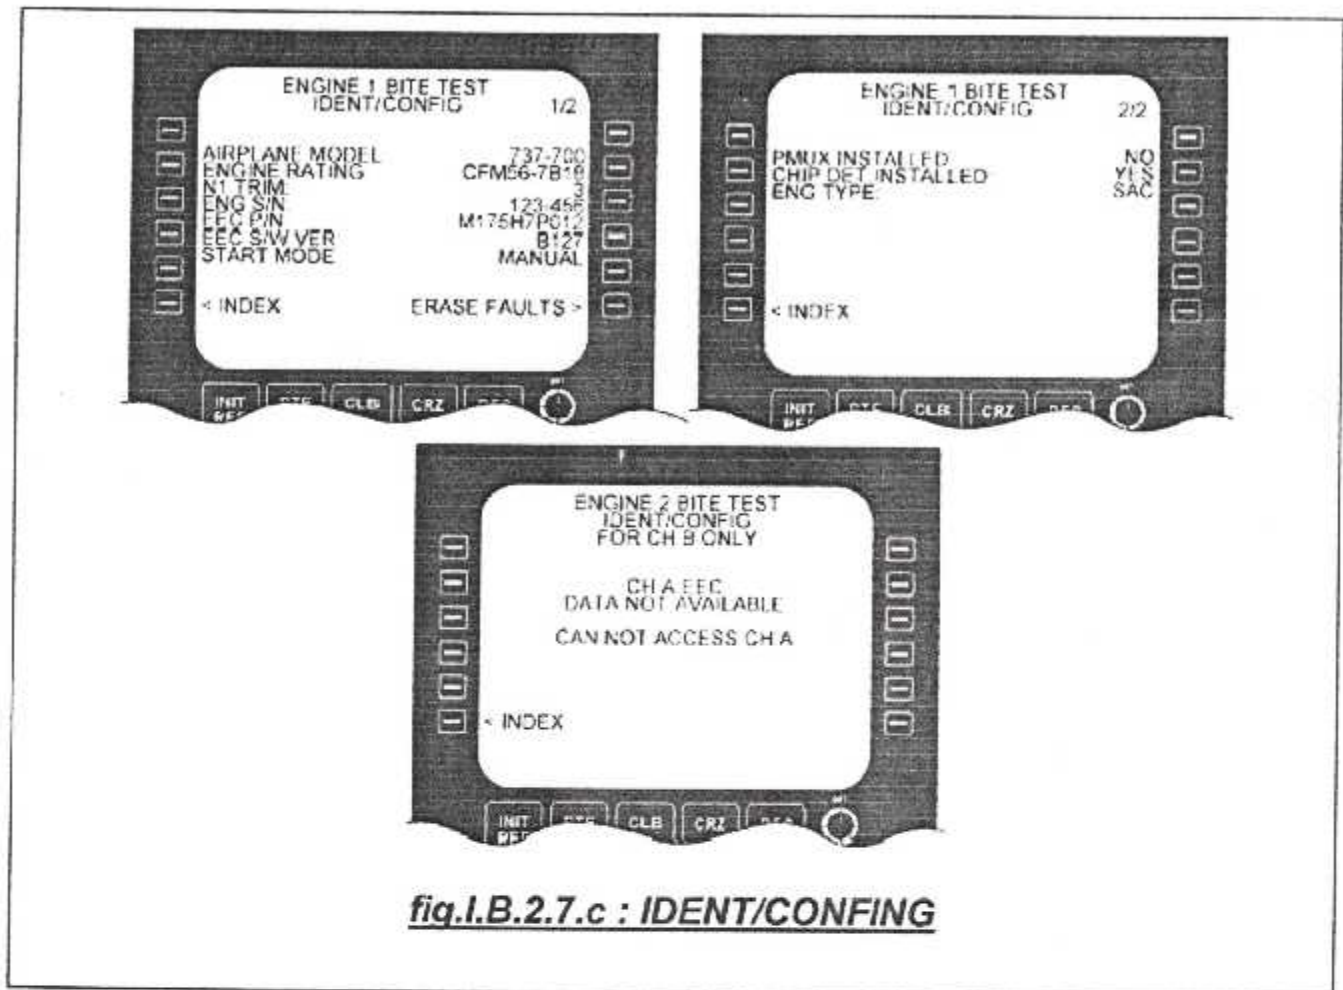 ENGINE 1 BITE TEST
IDENT/CONFIG 1/2
AIRPLANE MODEL 737-700
ENGINE RATING CFM56-7B18
N1 TRIM 3
ENG S/N 123-456
EEC P/N M175H7P012
EEC S/W VER B127
START MODE MANUAL
< INDEX ERASE FAULTS >
INIT CLB CRZ
ENGINE 1 BITE TEST
IDENT/CONFIG 2/2
PMUX INSTALLED NO
CHIP DET INSTALLED YES
ENG TYPE SAC
< INDEX
INIT CLB CRZ
ENGINE 2 BITE TEST
IDENT/CONFIG
FOR CH B ONLY
CH A EEC
DATA NOT AVAILABLE
CAN NOT ACCESS CH A
< INDEX
INIT CLB CRZ
fig.I.B.2.7.c : IDENT/CONFING